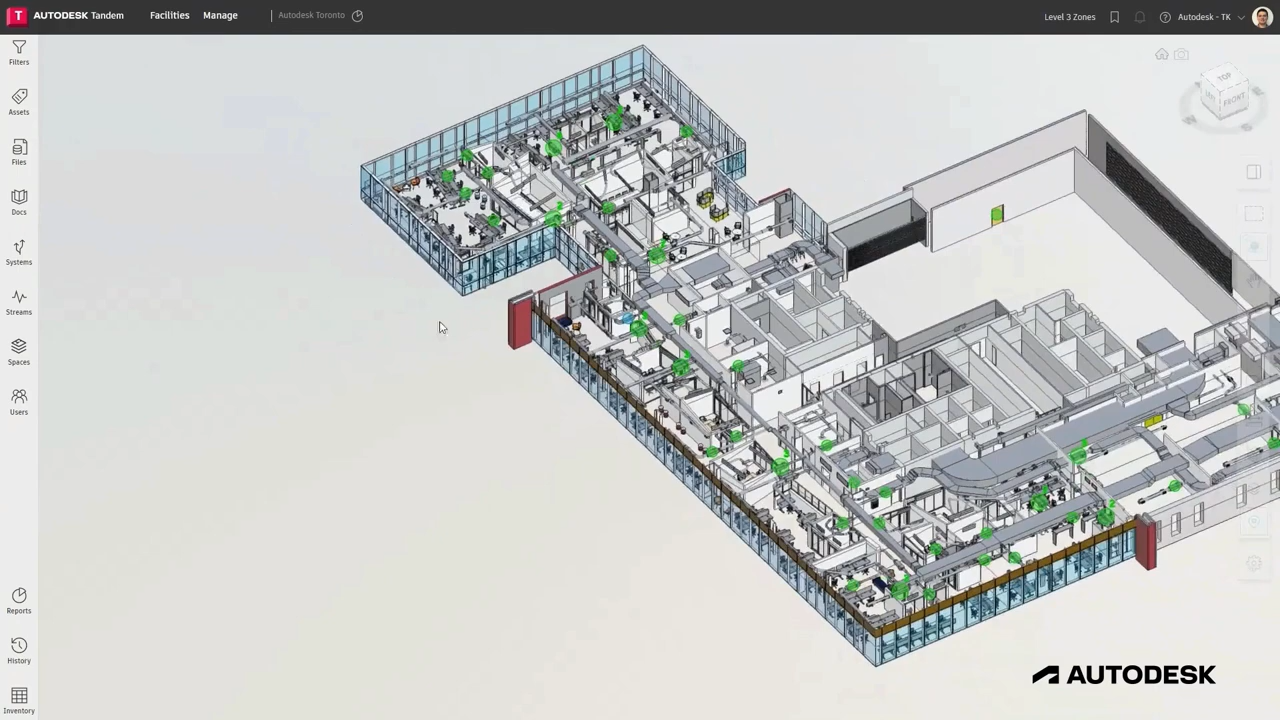 T AUTODESK Tandem
Facilities
Manage
Autodesk Toronto
Level 3 Zones
Autodesk - TK
Filters
Assets
Files
Docs
Systems
Streams
Spaces
Users
Reports
History
Inventory
TOP
FRONT
AUTODESK